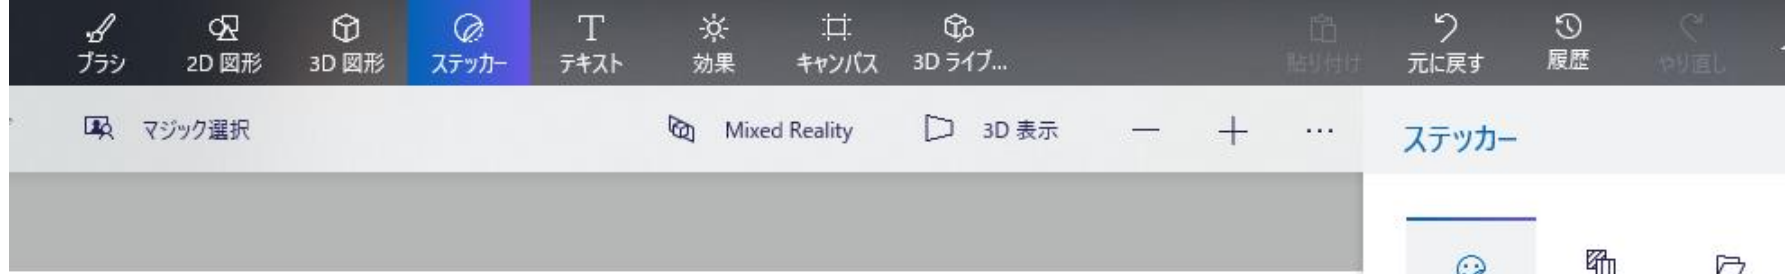 ブラシ 2D 図形 3D 図形 ステッカー テキスト 効果 キャンバス 3D ライブ... 貼り付け 元に戻す 履歴 やり直し
マジック選択 Mixed Reality 3D 表示 ステッカー